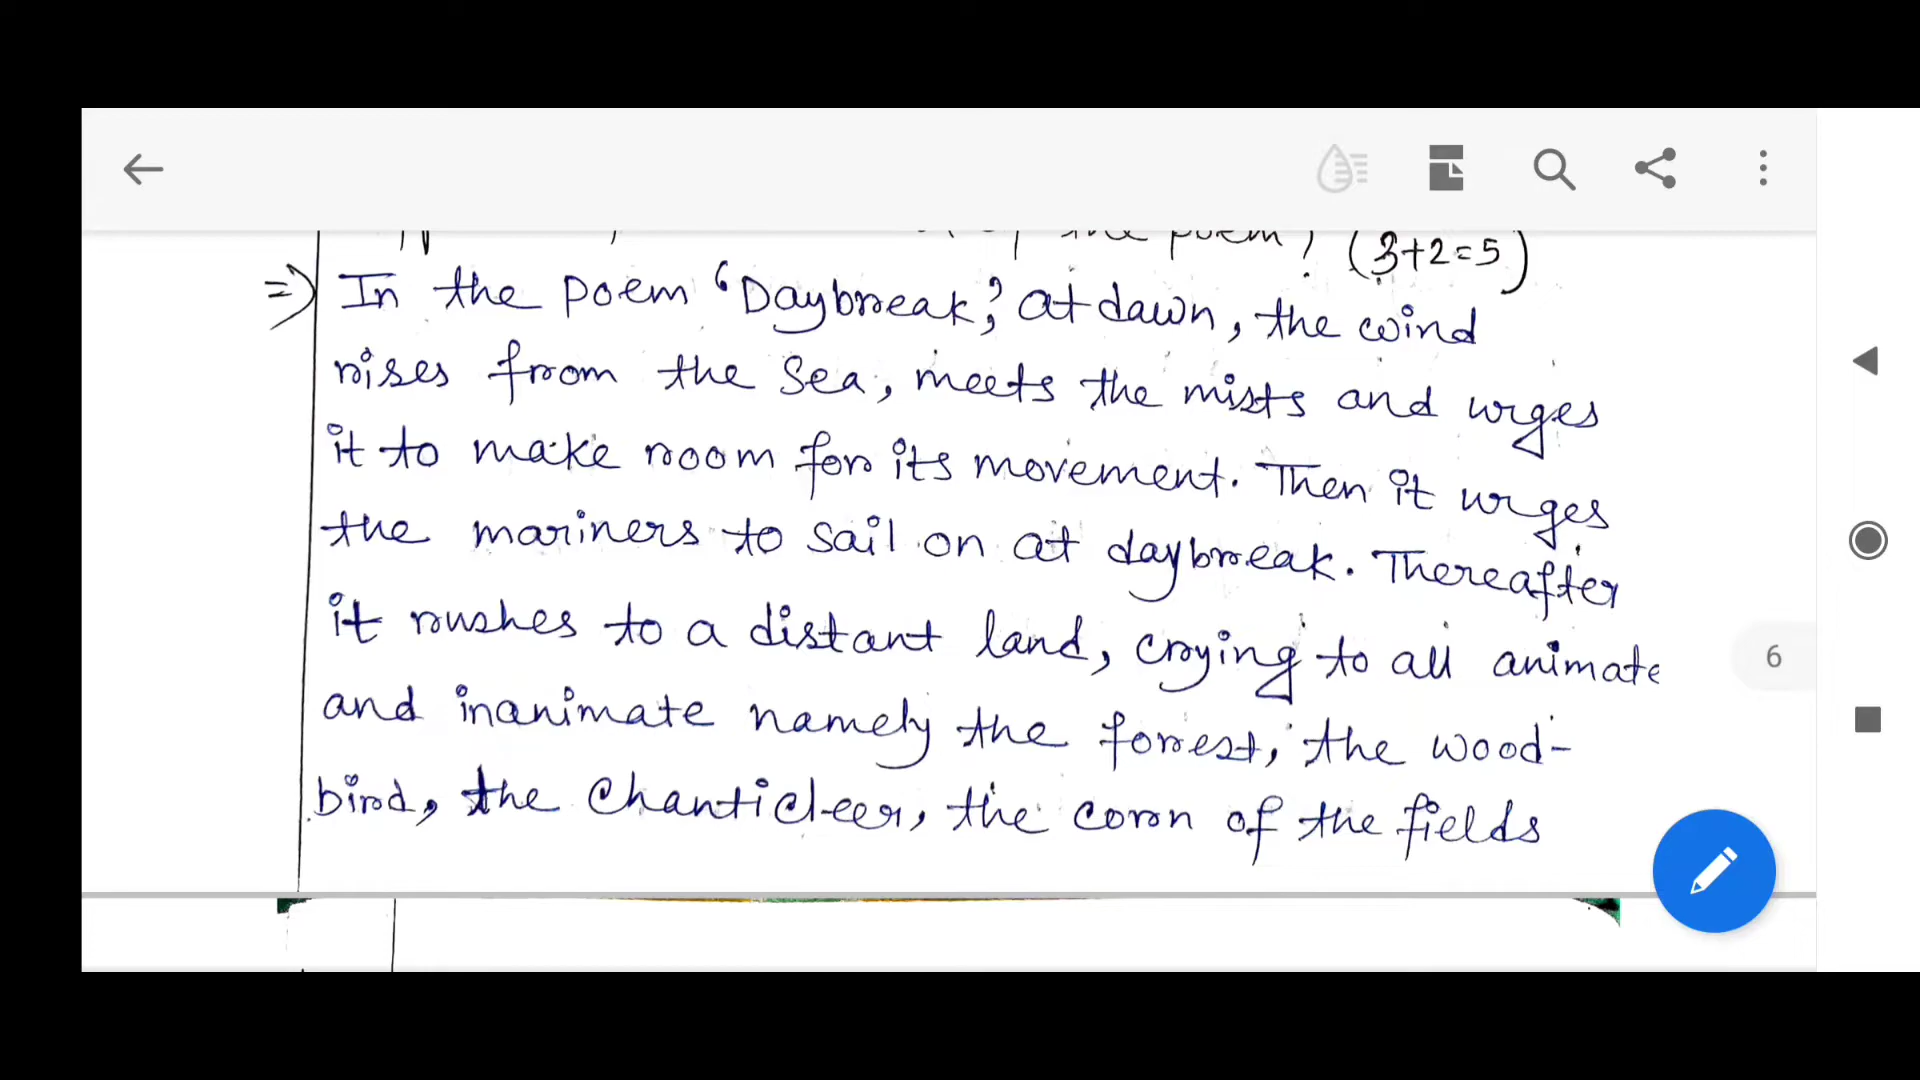 the poem? (3+2=5)
=> In the poem 'Daybreak', at dawn, the wind
rises from the sea, meets the mists and urges
it to make room for its movement. Then it urges
the mariners to sail on at daybreak. Thereafter
it rushes to a distant land, crying to all animate
6
and inanimate namely the forest, the wood-
bird, the Chanticleer, the corn of the fields